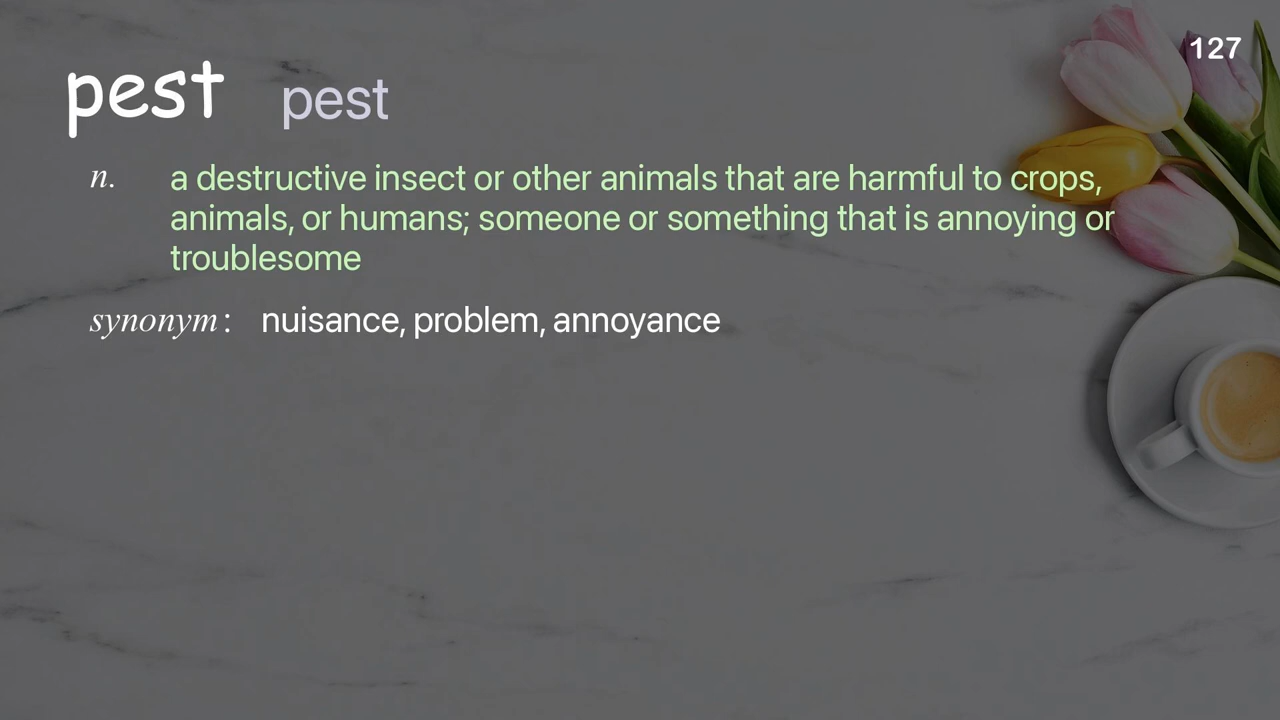 127
pest pest
n. a destructive insect or other animals that are harmful to crops,
animals, or humans; someone or something that is annoying or
troublesome
synonym : nuisance, problem, annoyance